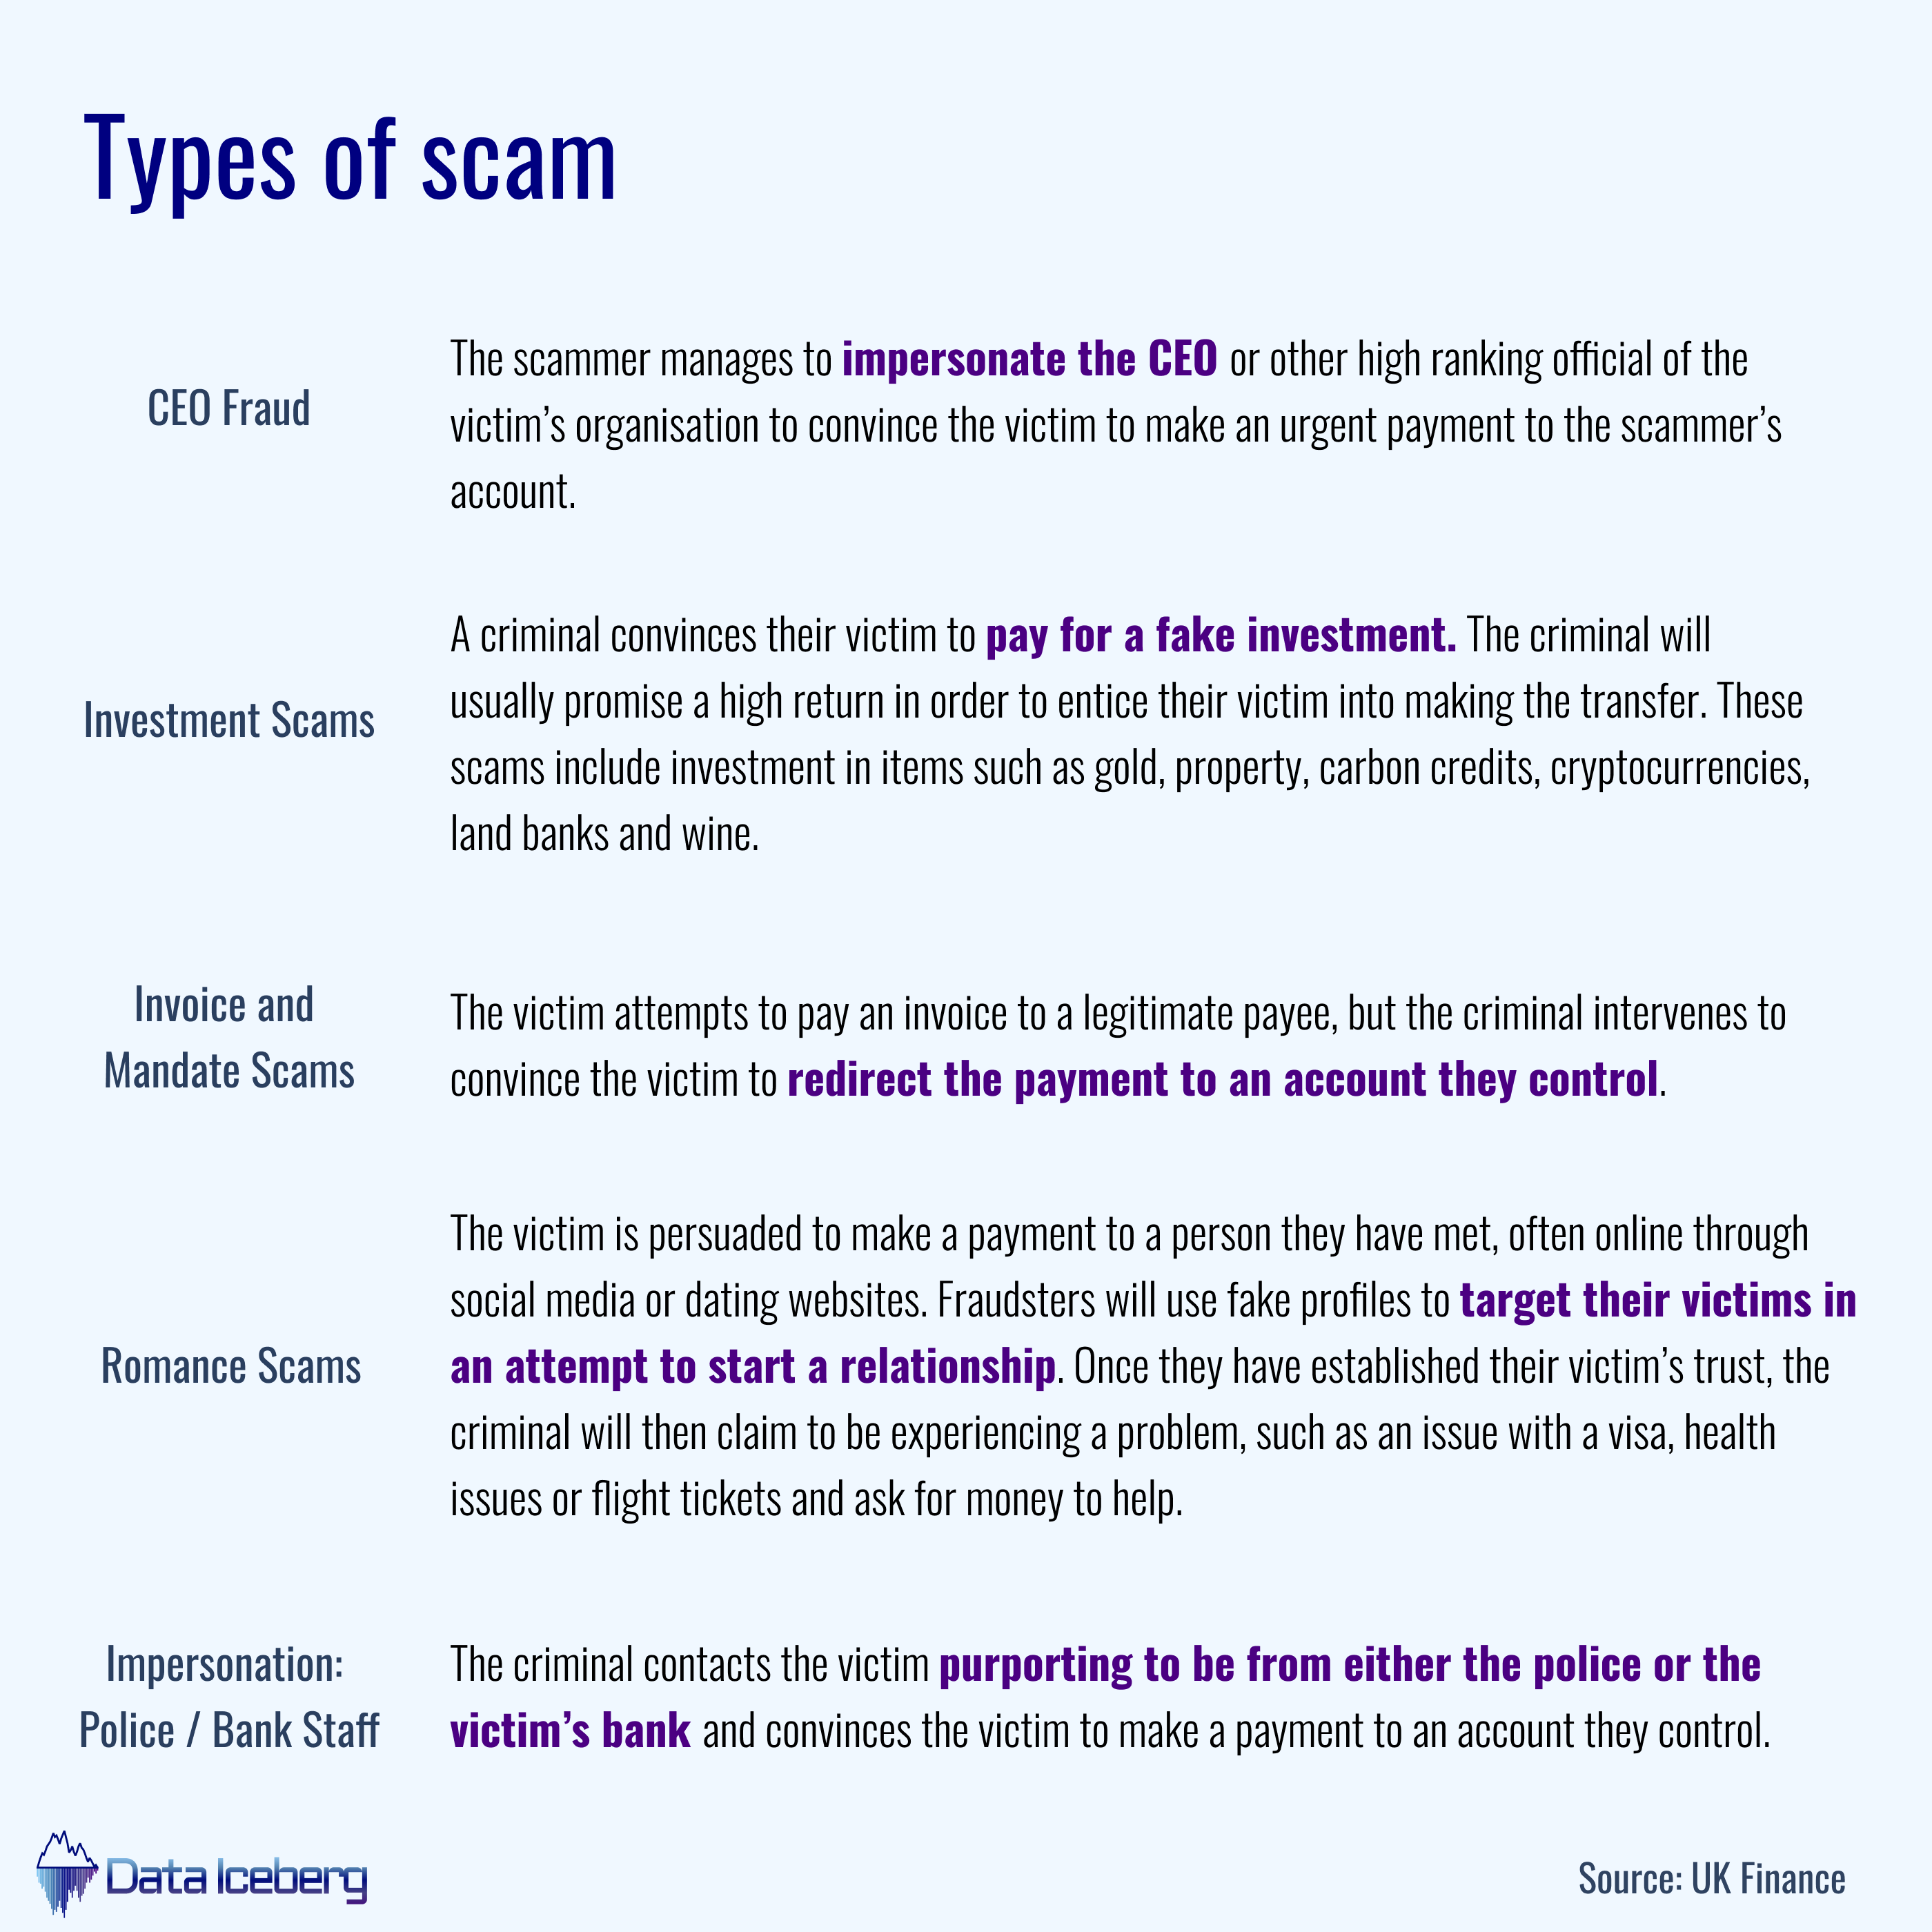 Types of scam
CEO Fraud
The scammer manages to impersonate the CEO or other high ranking official of the
victim’s organisation to convince the victim to make an urgent payment to the scammer’s
account.
Investment Scams
A criminal convinces their victim to pay for a fake investment. The criminal will
usually promise a high return in order to entice their victim into making the transfer. These
scams include investment in items such as gold, property, carbon credits, cryptocurrencies,
land banks and wine.
Invoice and
Mandate Scams
The victim attempts to pay an invoice to a legitimate payee, but the criminal intervenes to
convince the victim to redirect the payment to an account they control.
Romance Scams
The victim is persuaded to make a payment to a person they have met, often online through
social media or dating websites. Fraudsters will use fake profiles to target their victims in
an attempt to start a relationship. Once they have established their victim’s trust, the
criminal will then claim to be experiencing a problem, such as an issue with a visa, health
issues or flight tickets and ask for money to help.
Impersonation:
Police / Bank Staff
The criminal contacts the victim purporting to be from either the police or the
victim’s bank and convinces the victim to make a payment to an account they control.
Data Iceberg
Source: UK Finance